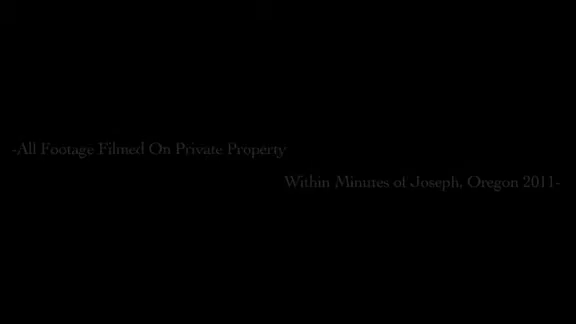 -All Footage Filmed On Private Property
Within Minutes of Joseph, Oregon 2011-